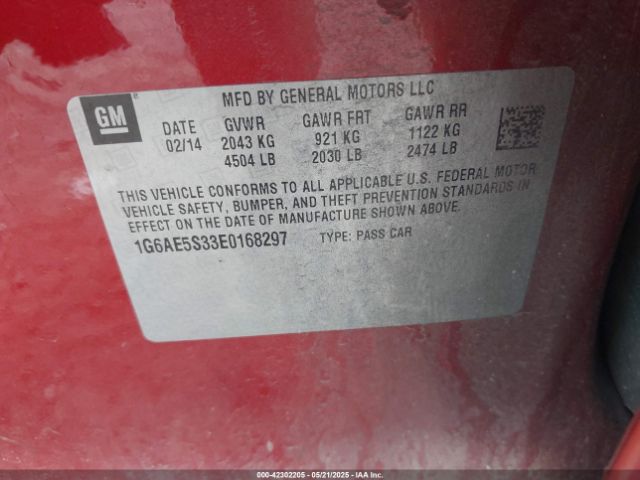 GM
MFD BY GENERAL MOTORS LLC
DATE GVWR GAWR FRT GAWR RR
02/14 2043 KG 921 KG 1122 KG
4504 LB 2030 LB 2474 LB
THIS VEHICLE CONFORMS TO ALL APPLICABLE U.S. FEDERAL MOTOR
VEHICLE SAFETY, BUMPER, AND THEFT PREVENTION STANDARDS IN
EFFECT ON THE DATE OF MANUFACTURE SHOWN ABOVE.
1G6AE5S33E0168297 TYPE: PASS CAR
000-42302205 - 05/21/2025 - IAAI.COM